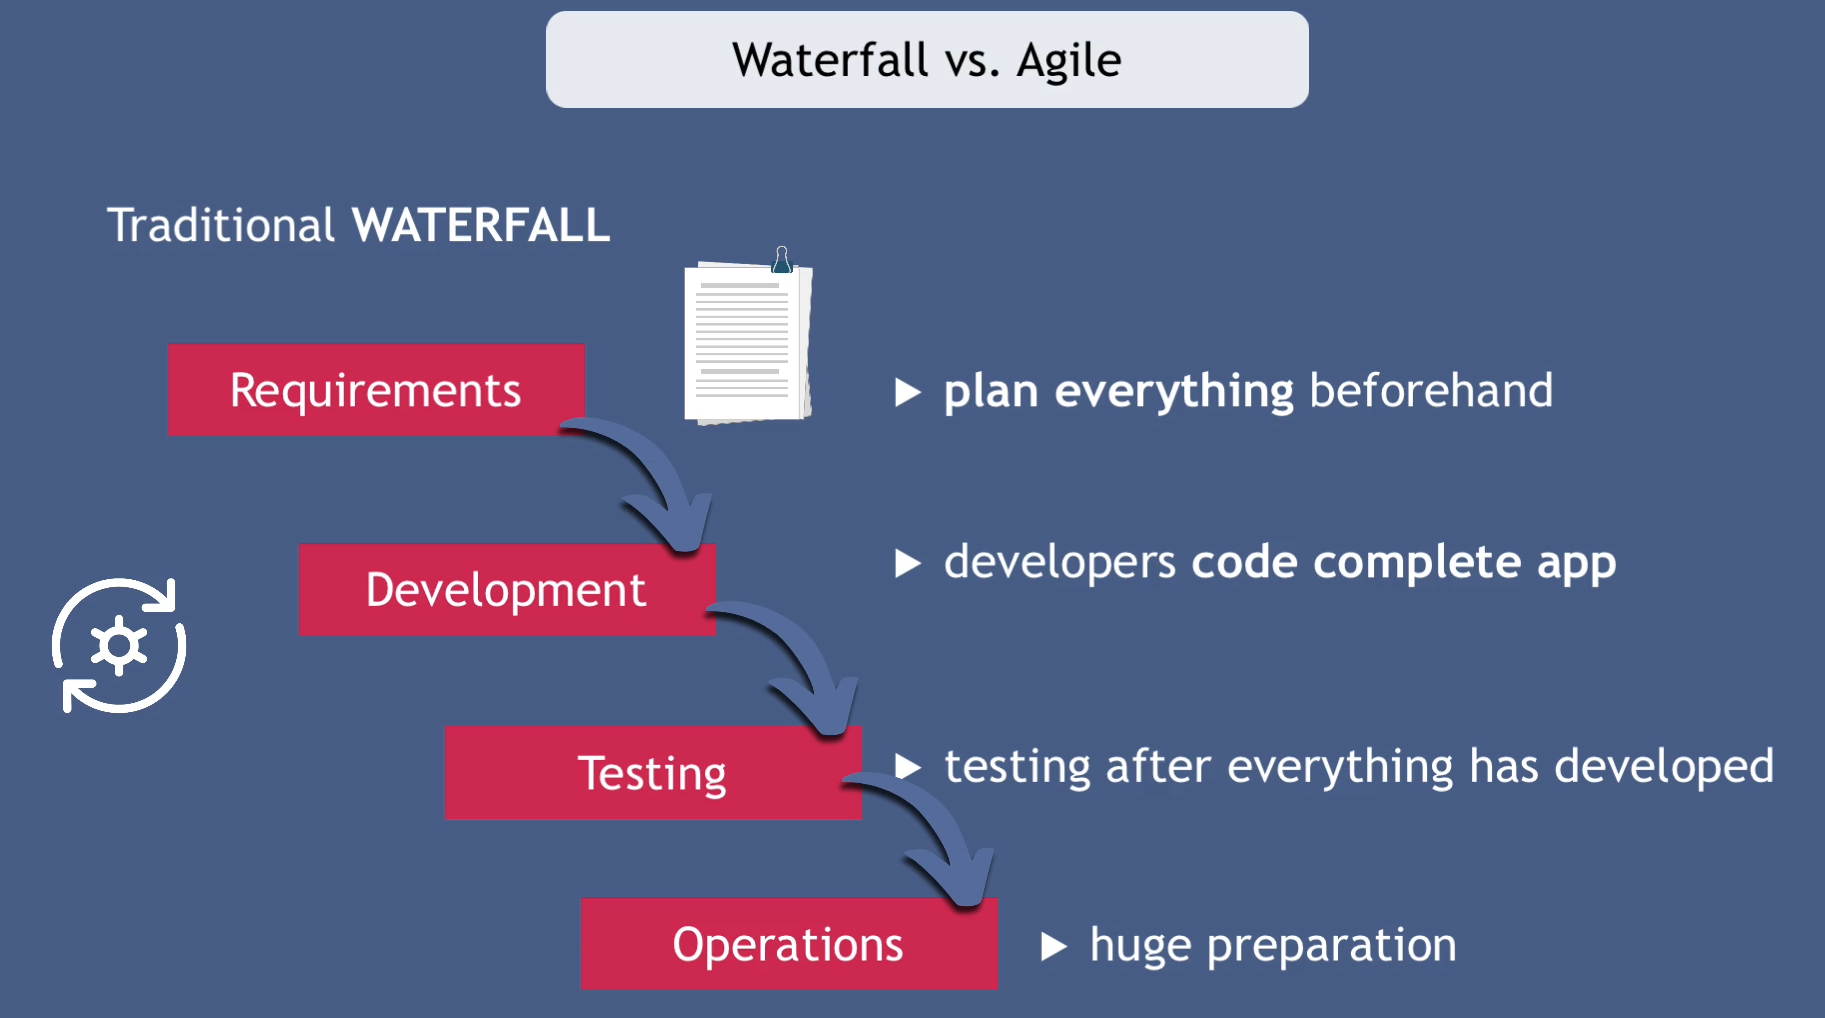 Waterfall vs. Agile
Traditional WATERFALL
Requirements
plan everything beforehand
Development
developers code complete app
Testing
testing after everything has developed
Operations
huge preparation